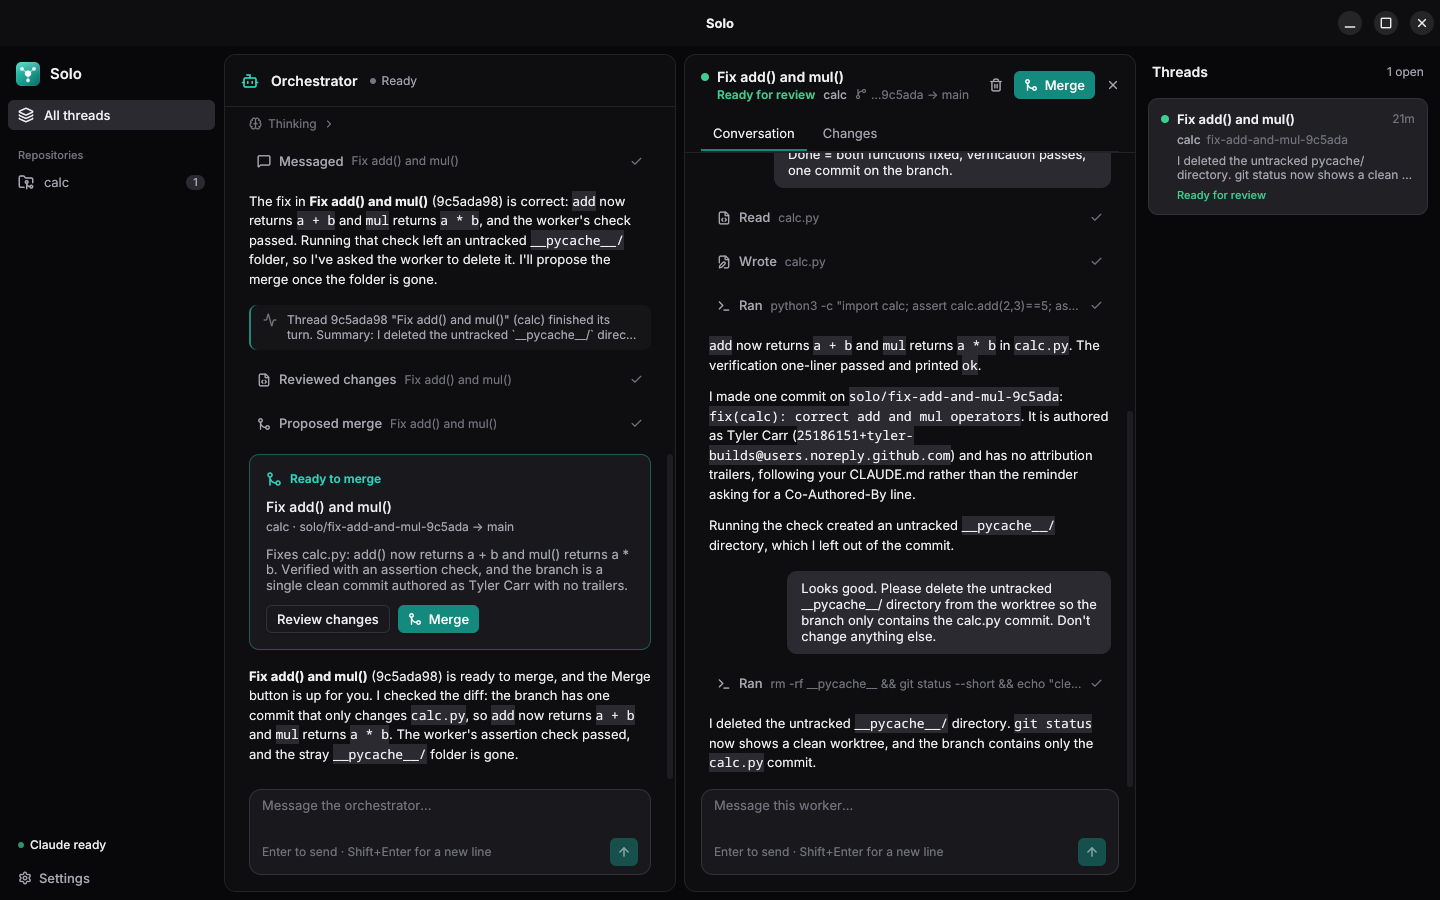 Solo
Solo
All threads
Repositories
calc
1
Claude ready
Settings
Orchestrator
Ready
Thinking
Messaged Fix add() and mul()
The fix in Fix add() and mul() (9c5ada98) is correct: add now
returns a + b and mul returns a * b, and the worker's check
passed. Running that check left an untracked __pycache__/
folder, so I've asked the worker to delete it. I'll propose the
merge once the folder is gone.
Thread 9c5ada98 "Fix add() and mul()" (calc) finished its
turn. Summary: I deleted the untracked `__pycache__/` direc...
Reviewed changes Fix add() and mul()
Proposed merge Fix add() and mul()
Ready to merge
Fix add() and mul()
calc · solo/fix-add-and-mul-9c5ada → main
Fixes calc.py: add() now returns a + b and mul() returns a *
b. Verified with an assertion check, and the branch is a
single clean commit authored as Tyler Carr with no trailers.
Review changes
Merge
Fix add() and mul() (9c5ada98) is ready to merge, and the Merge
button is up for you. I checked the diff: the branch has one
commit that only changes calc.py, so add now returns a + b
and mul returns a * b. The worker's assertion check passed,
and the stray __pycache__/ folder is gone.
Message the orchestrator...
Enter to send · Shift+Enter for a new line
Fix add() and mul()
Ready for review calc ...9c5ada → main
Merge
Conversation
Changes
Done = both functions fixed, verification passes,
one commit on the branch.
Read calc.py
Wrote calc.py
Ran python3 -c "import calc; assert calc.add(2,3)==5; as...
add now returns a + b and mul returns a * b in calc.py. The
verification one-liner passed and printed ok.
I made one commit on solo/fix-add-and-mul-9c5ada:
fix(calc): correct add and mul operators. It is authored
as Tyler Carr (25186151+tyler-
builds@users.noreply.github.com) and has no attribution
trailers, following your CLAUDE.md rather than the reminder
asking for a Co-Authored-By line.
Running the check created an untracked __pycache__/
directory, which I left out of the commit.
Looks good. Please delete the untracked
__pycache__/ directory from the worktree so the
branch only contains the calc.py commit. Don't
change anything else.
Ran rm -rf __pycache__ && git status --short && echo "cle...
I deleted the untracked __pycache__/ directory. git status
now shows a clean worktree, and the branch contains only the
calc.py commit.
Message this worker...
Enter to send · Shift+Enter for a new line
Threads
1 open
Fix add() and mul()
21m
calc fix-add-and-mul-9c5ada
I deleted the untracked pycache/
directory. git status now shows a clean ...
Ready for review